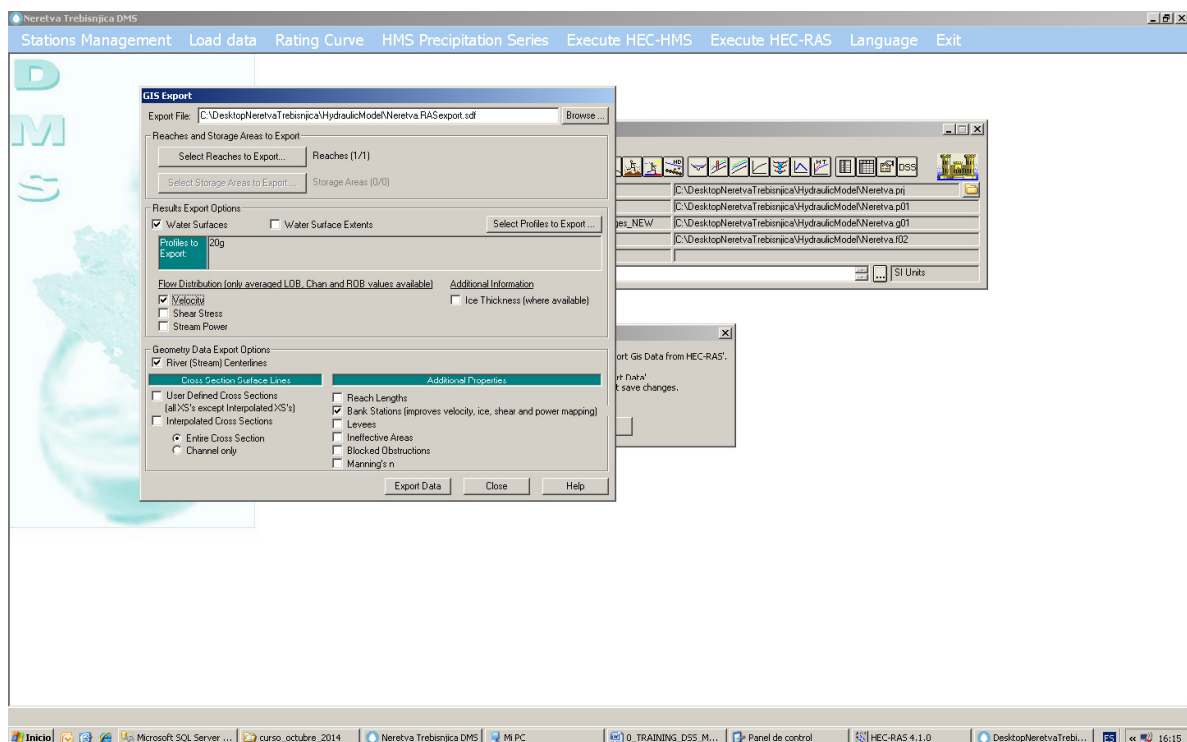 Neretva Trebisnjica DMS
Stations Management Load data Rating Curve HMS Precipitation Series Execute HEC-HMS Execute HEC-RAS Language Exit
D
M
S
GIS Export
Export File: C:\DesktopNeretvaTrebisnjica\HydraulicModel\Neretva.RASexport.sdf Browse ...
Reaches and Storage Areas to Export
Select Reaches to Export... Reaches (1/1)
Select Storage Areas to Export ... Storage Areas (0/0)
Results Export Options
Water Surfaces Water Surface Extents Select Profiles to Export ...
Profiles to Export: 20g
Flow Distribution (only averaged LOB, Chan and ROB values available) Additional Information
Velocity Ice Thickness (where available)
Shear Stress
Stream Power
Geometry Data Export Options
River (Stream) Centerlines
Cross Section Surface Lines Additional Properties
User Defined Cross Sections
(all XS's except Interpolated XS's)
Interpolated Cross Sections
Entire Cross Section
Channel only
Reach Lengths
Bank Stations (improves velocity, ice, shear and power mapping)
Levees
Ineffective Areas
Blocked Obstructions
Manning's n
Export Data Close Help
HD MT DSS
C:\DesktopNeretvaTrebisnjica\HydraulicModel\Neretva.prj
C:\DesktopNeretvaTrebisnjica\HydraulicModel\Neretva.p01
ges_NEW C:\DesktopNeretvaTrebisnjica\HydraulicModel\Neretva.g01
C:\DesktopNeretvaTrebisnjica\HydraulicModel\Neretva.f02
... SI Units
ort Gis Data from HEC-RAS'.
rt Data'
t save changes.
Inicio Microsoft SQL Server ... curso_octubre_2014 Neretva Trebisnjica DMS Mi PC 0_TRAINING_DSS_M... Panel de control HEC-RAS 4.1.0 DesktopNeretvaTrebi... ES 16:15